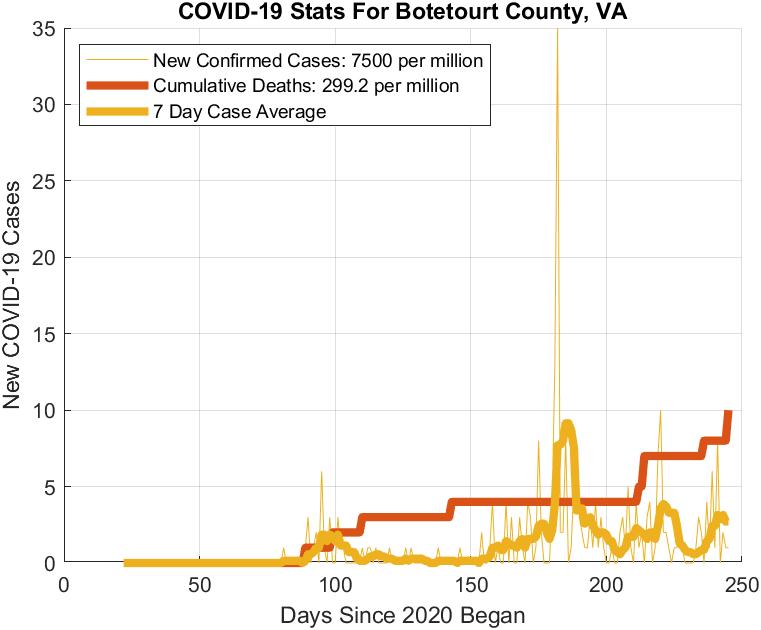 COVID-19 Stats For Botetourt County, VA
New Confirmed Cases: 7500 per million
Cumulative Deaths: 299.2 per million
7 Day Case Average
New COVID-19 Cases
35
30
25
20
15
10
5
0
0 50 100 150 200 250
Days Since 2020 Began